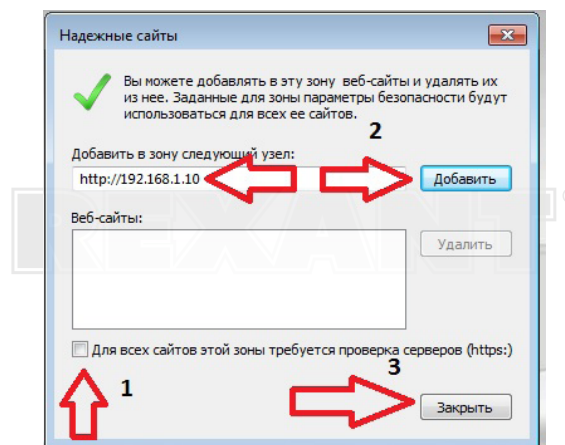 Надежные сайты
Вы можете добавлять в эту зону веб-сайты и удалять их
из нее. Заданные для зоны параметры безопасности будут
использоваться для всех ее сайтов.
2
Добавить в зону следующий узел:
http://192.168.1.10
Добавить
Веб-сайты:
Удалить
REXANT
Для всех сайтов этой зоны требуется проверка серверов (https:)
1
3
Закрыть